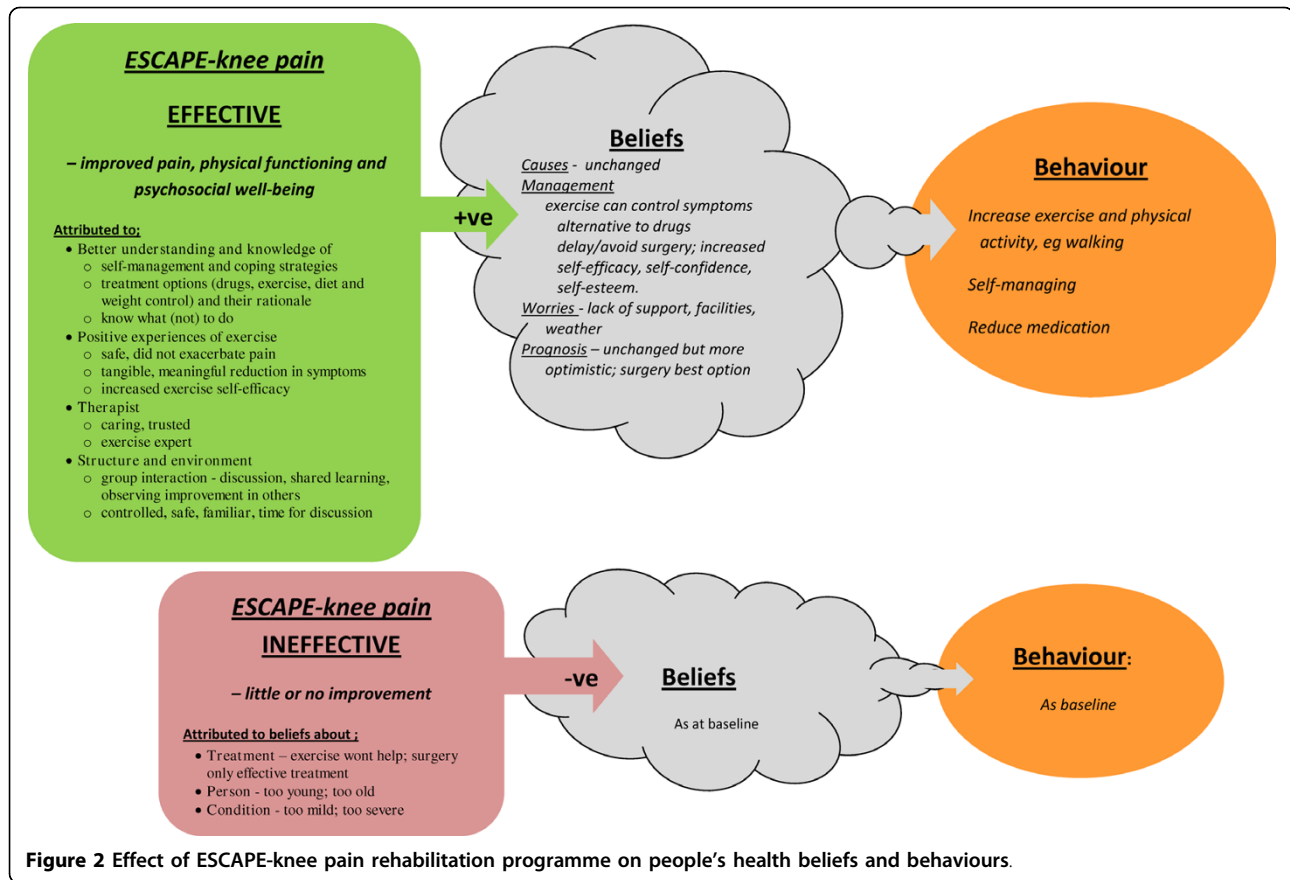 ESCAPE-knee pain
EFFECTIVE
– improved pain, physical functioning and
psychosocial well-being
Attributed to;
• Better understanding and knowledge of
o self-management and coping strategies
o treatment options (drugs, exercise, diet and
weight control) and their rationale
o know what (not) to do
• Positive experiences of exercise
o safe, did not exacerbate pain
o tangible, meaningful reduction in symptoms
o increased exercise self-efficacy
• Therapist
o caring, trusted
o exercise expert
• Structure and environment
o group interaction - discussion, shared learning,
observing improvement in others
o controlled, safe, familiar, time for discussion
+ve
Beliefs
Causes - unchanged
Management
exercise can control symptoms
alternative to drugs
delay/avoid surgery; increased
self-efficacy, self-confidence,
self-esteem.
Worries - lack of support, facilities,
weather
Prognosis – unchanged but more
optimistic; surgery best option
Behaviour
Increase exercise and physical
activity, eg walking
Self-managing
Reduce medication
ESCAPE-knee pain
INEFFECTIVE
– little or no improvement
Attributed to beliefs about ;
• Treatment – exercise wont help; surgery
only effective treatment
• Person - too young; too old
• Condition - too mild; too severe
-ve
Beliefs
As at baseline
Behaviour:
As baseline
Figure 2 Effect of ESCAPE-knee pain rehabilitation programme on people's health beliefs and behaviours.